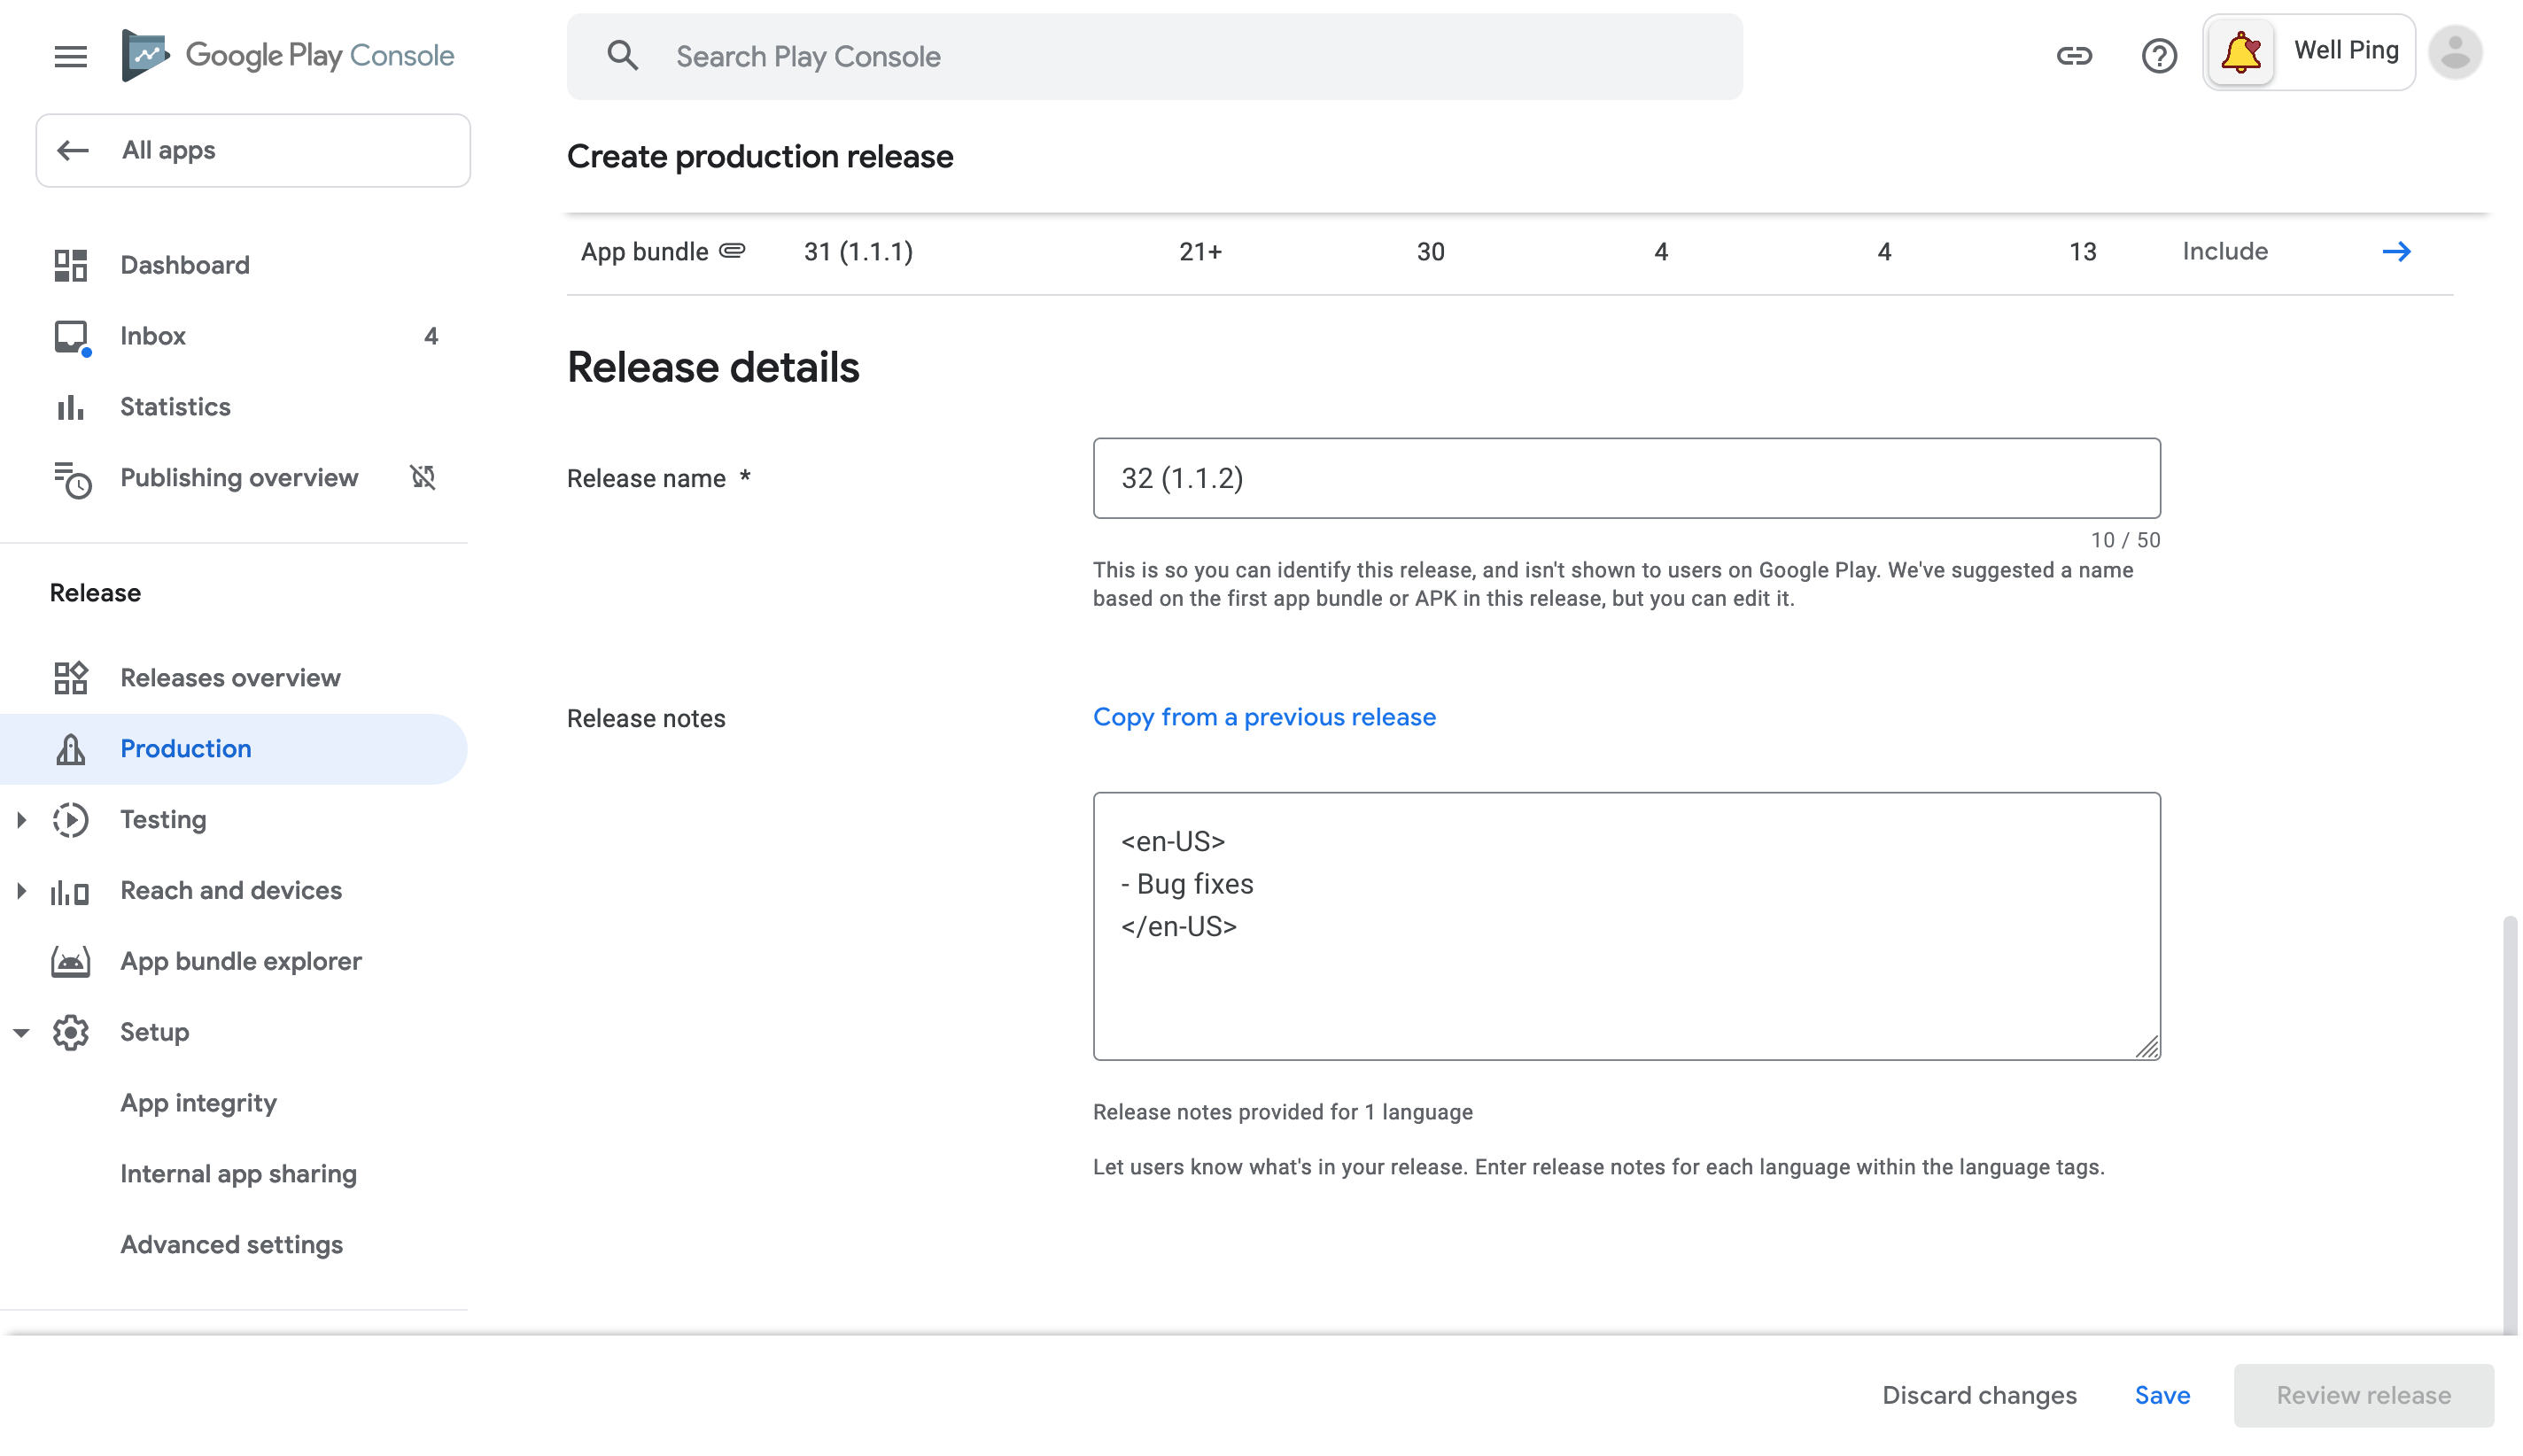 Google Play Console
Search Play Console
Well Ping
All apps
Create production release
Dashboard
App bundle 31 (1.1.1) 21+ 30 4 4 13 Include
Inbox 4
Release details
Statistics
Publishing overview
Release name *
32 (1.1.2)
10 / 50
This is so you can identify this release, and isn't shown to users on Google Play. We've suggested a name
based on the first app bundle or APK in this release, but you can edit it.
Release
Releases overview
Release notes
Copy from a previous release
Production
Testing
<en-US>
- Bug fixes
</en-US>
Reach and devices
App bundle explorer
Setup
App integrity
Release notes provided for 1 language
Internal app sharing
Let users know what's in your release. Enter release notes for each language within the language tags.
Advanced settings
Discard changes
Save
Review release